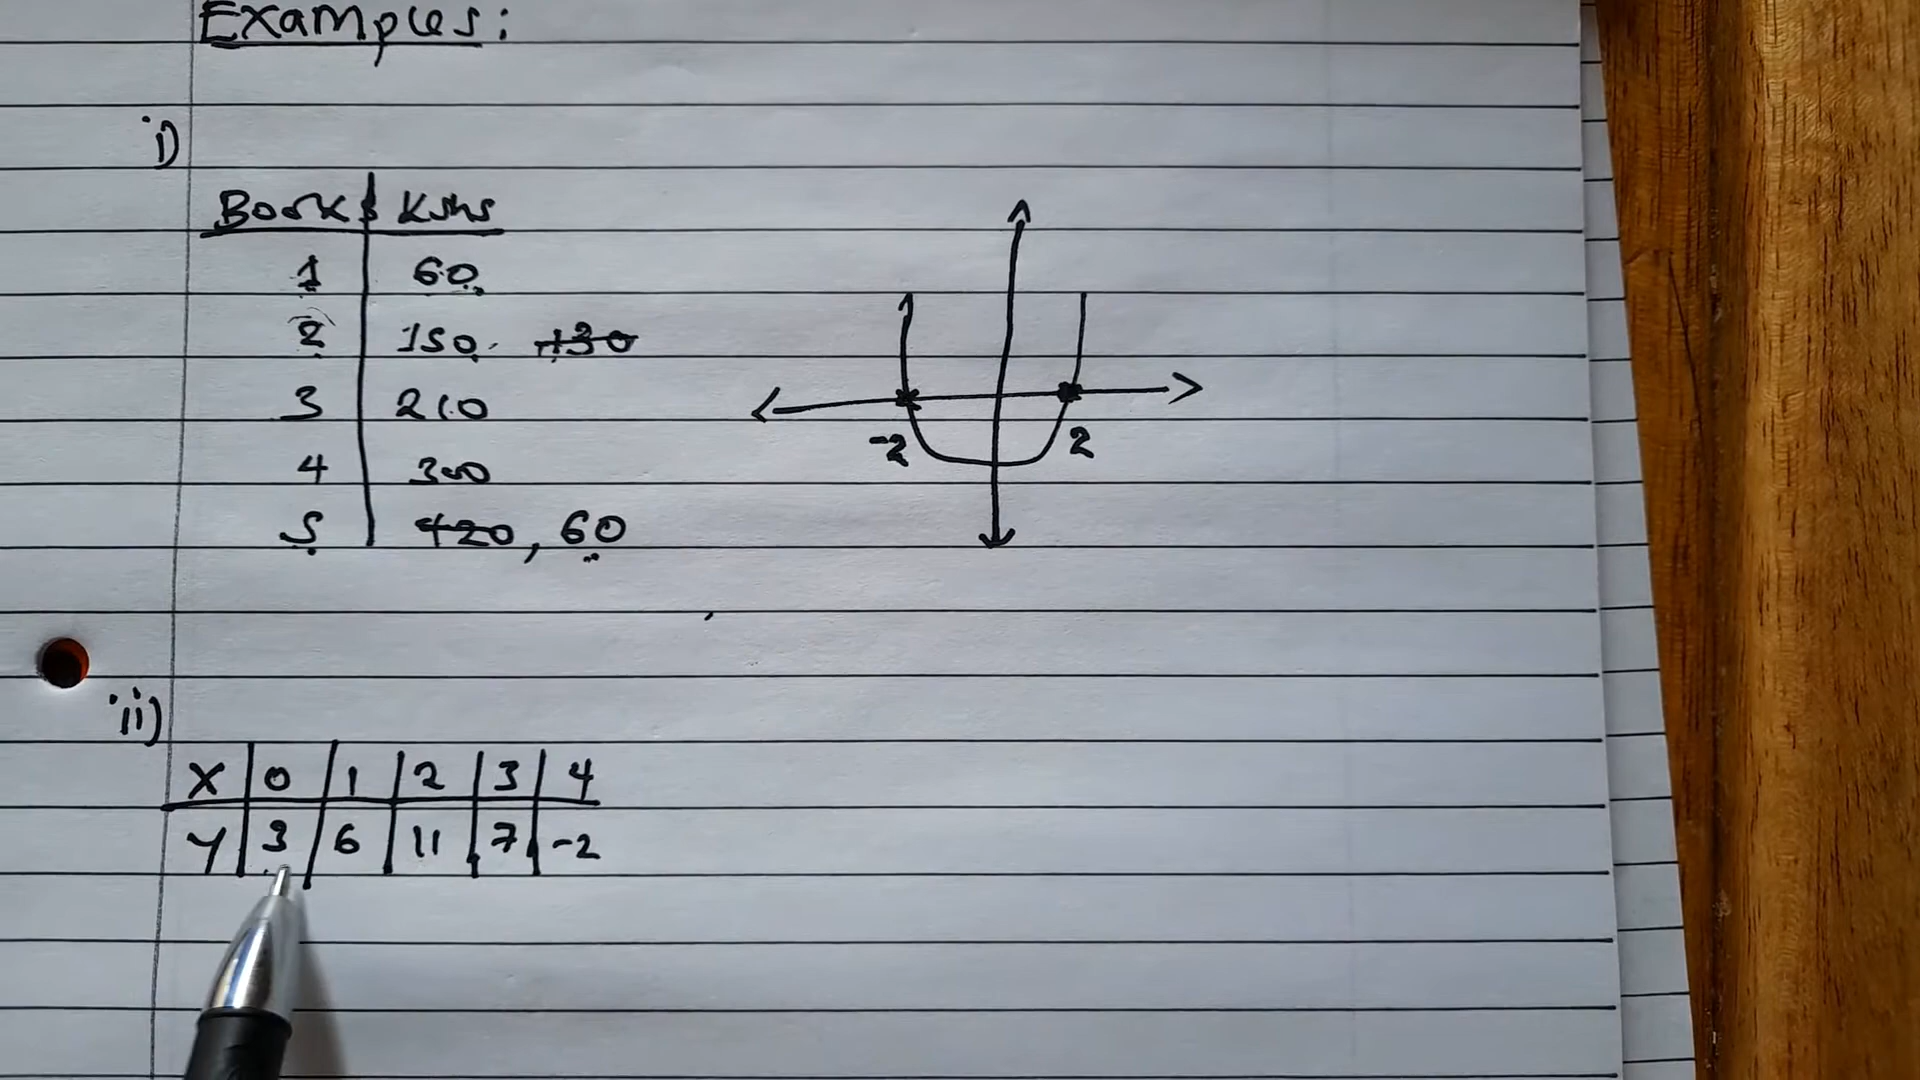 Examples:
i)
Books Kshs
1 60
2 150 +30
3 210
4 300
5 420, 60
-2 2
ii)
X 0 1 2 3 4
Y 3 6 11 7 -2